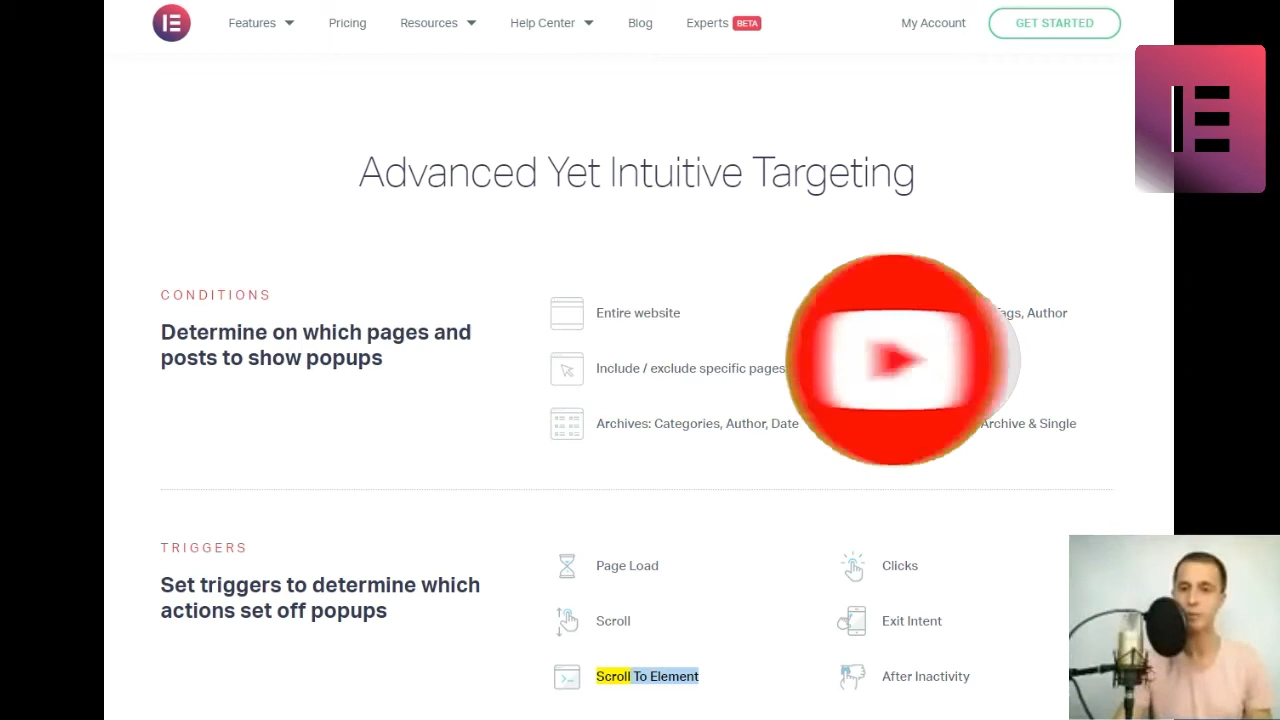 Features
Pricing
Resources
Help Center
Blog
Experts BETA
My Account
GET STARTED
Advanced Yet Intuitive Targeting
CONDITIONS
Determine on which pages and
posts to show popups
Entire website
Tags, Author
Include / exclude specific pages
Archives: Categories, Author, Date
Archive & Single
TRIGGERS
Set triggers to determine which
actions set off popups
Page Load
Clicks
Scroll
Exit Intent
Scroll To Element
After Inactivity